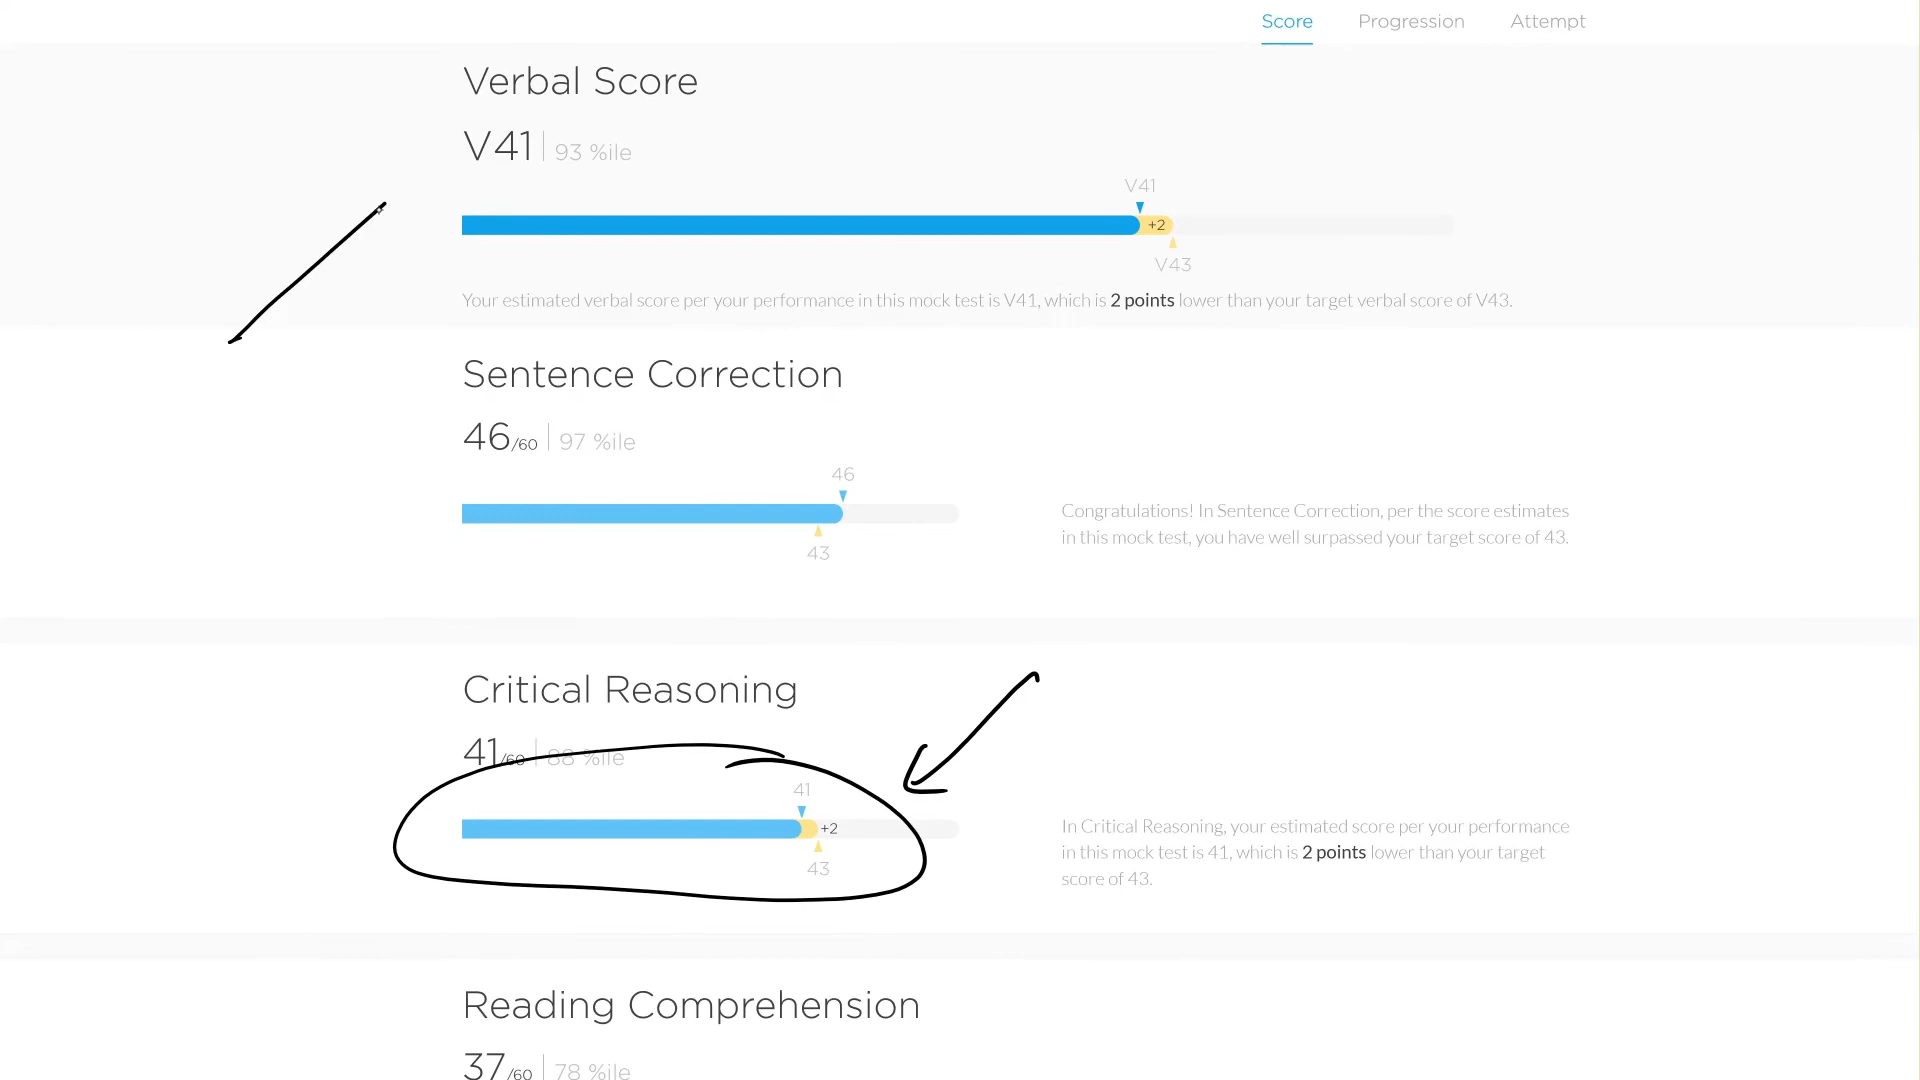 Score Progression Attempt
Verbal Score
V41 | 93 %ile
V41
+2
V43
Your estimated verbal score per your performance in this mock test is V41, which is 2 points lower than your target verbal score of V43.
Sentence Correction
46/60 | 97 %ile
46
43
Congratulations! In Sentence Correction, per the score estimates
in this mock test, you have well surpassed your target score of 43.
Critical Reasoning
41/60 | 88 %ile
41
+2
43
In Critical Reasoning, your estimated score per your performance
in this mock test is 41, which is 2 points lower than your target
score of 43.
Reading Comprehension
37/60 | 78 %ile